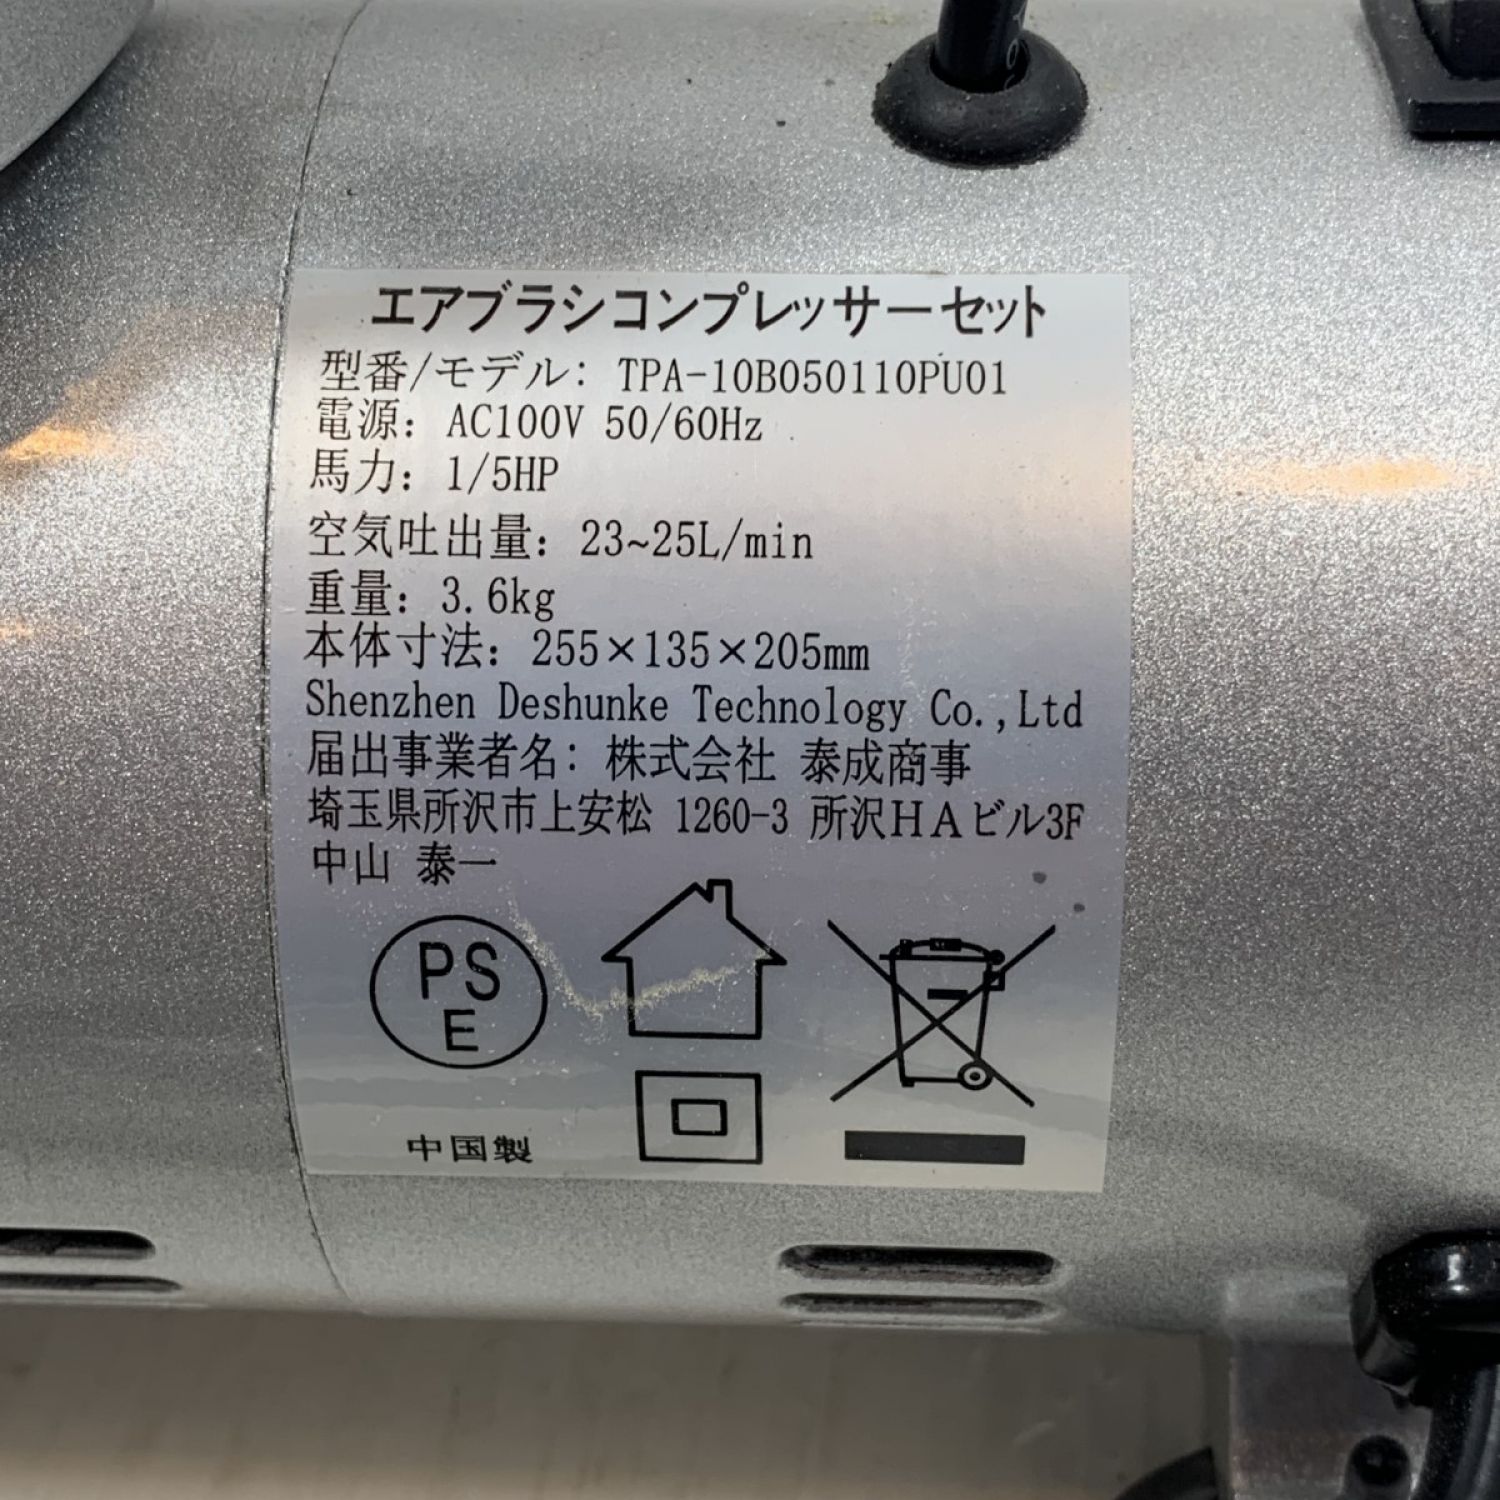 エアブラシコンプレッサーセット
型番/モデル: TPA-10B050110PU01
電源: AC100V 50/60Hz
馬力: 1/5HP
空気吐出量: 23~25L/min
重量: 3.6kg
本体寸法: 255×135×205mm
Shenzhen Deshunke Technology Co.,Ltd
届出事業者名: 株式会社 泰成商事
埼玉県所沢市上安松 1260-3 所沢HAビル3F
中山 泰一
PS
E
中国製